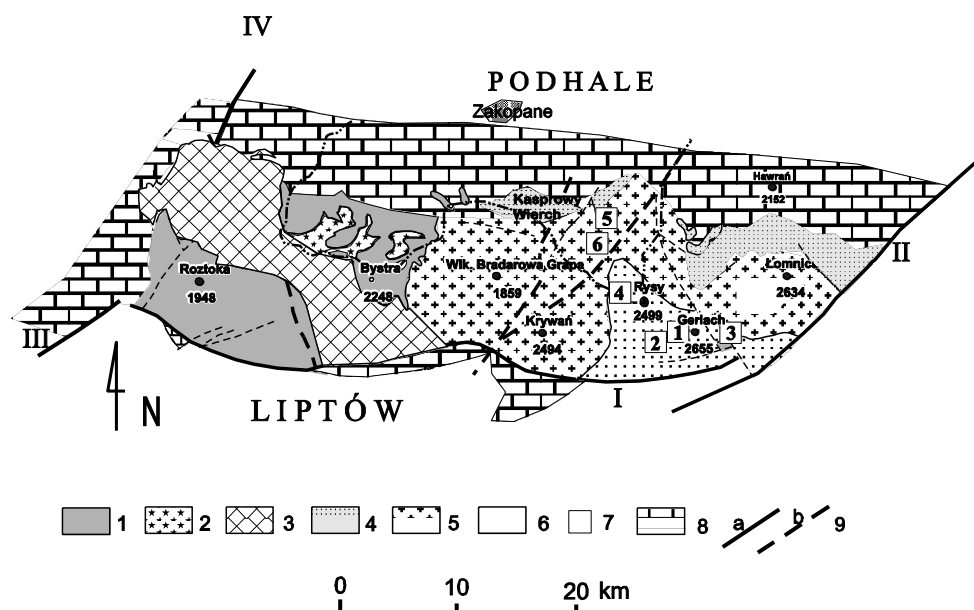 IV
PODHALE
Zakopane
Hawrań
2152
Kasprowy
Wierch
5
6
II
Roztoka
1948
Bystra
2248
Wlk. Bradarowa Grapa
1859
Łomnica
2634
4
Rysy
2499
Krywań
2494
Gerlach
1
2
3
2655
III
N
LIPTÓW
I
1
2
3
4
5
6
7
8
a
b
9
0
10
20 km